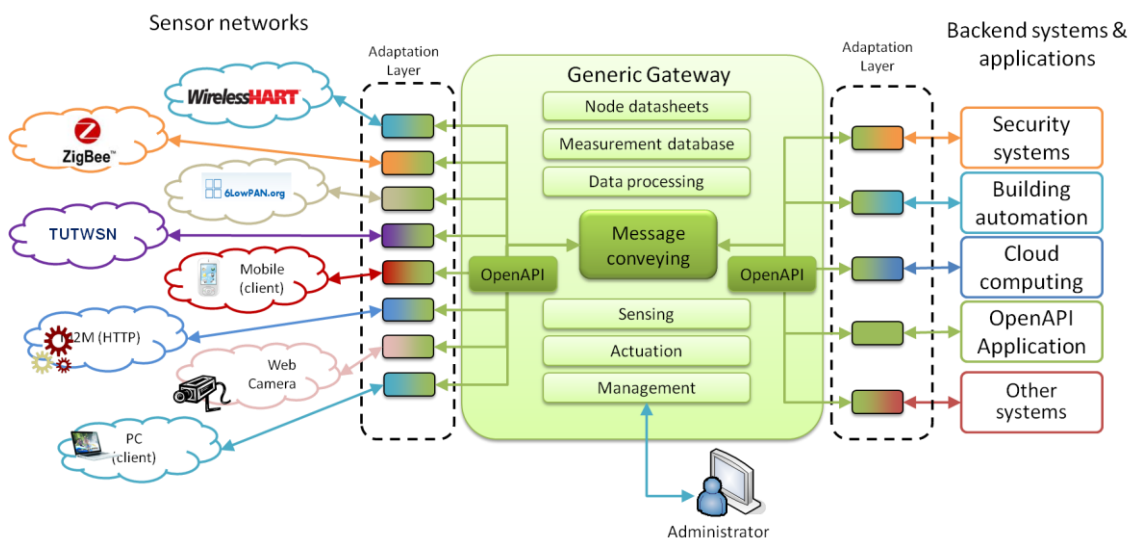 Sensor networks
Adaptation
Layer
Generic Gateway
Adaptation
Layer
Backend systems &
applications
WirelessHART
ZigBee™
6LowPAN.org
TUTWSN
Mobile
(client)
M2M (HTTP)
Web
Camera
PC
(client)
Node datasheets
Measurement database
Data processing
Message
conveying
OpenAPI
OpenAPI
Sensing
Actuation
Management
Security
systems
Building
automation
Cloud
computing
OpenAPI
Application
Other
systems
Administrator